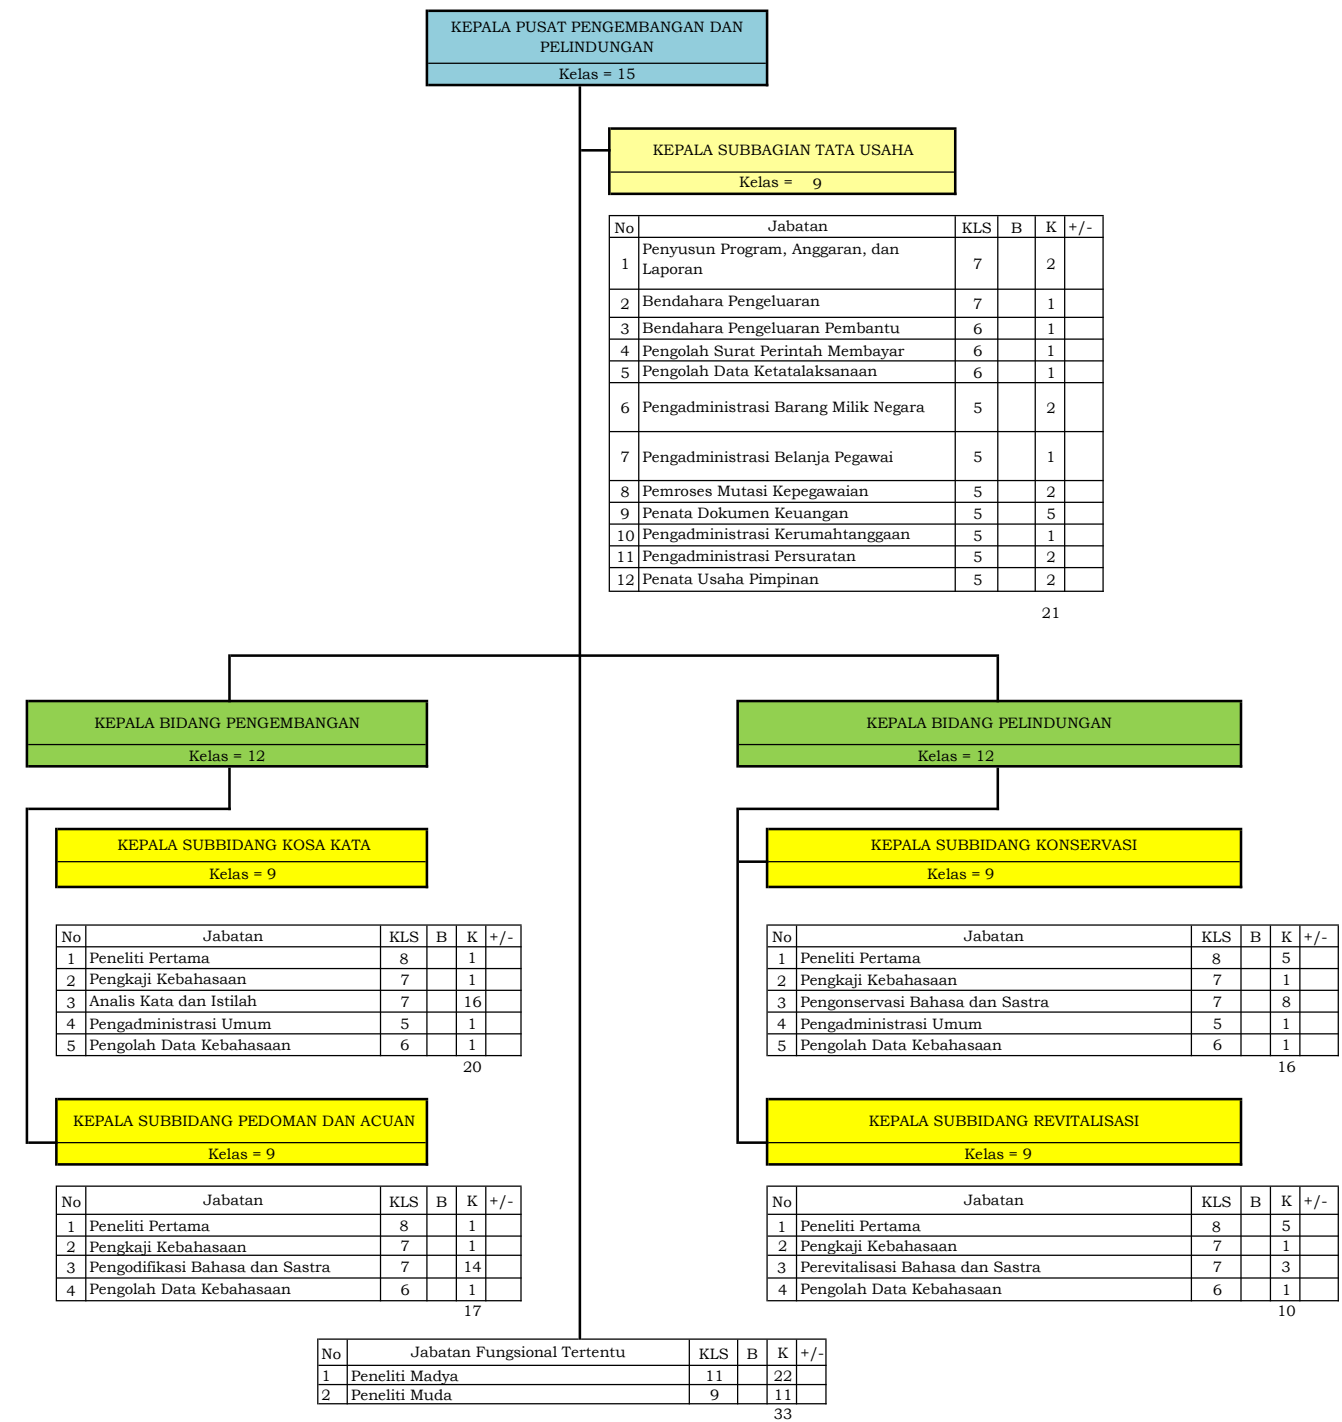 KEPALA PUSAT PENGEMBANGAN DAN
PELINDUNGAN
Kelas = 15
KEPALA SUBBAGIAN TATA USAHA
Kelas = 9
No Jabatan KLS B K +/-
1 Penyusun Program, Anggaran, dan
Laporan 7 2
2 Bendahara Pengeluaran 7 1
3 Bendahara Pengeluaran Pembantu 6 1
4 Pengolah Surat Perintah Membayar 6 1
5 Pengolah Data Ketatalaksanaan 6 1
6 Pengadministrasi Barang Milik Negara 5 2
7 Pengadministrasi Belanja Pegawai 5 1
8 Pemroses Mutasi Kepegawaian 5 2
9 Penata Dokumen Keuangan 5 5
10 Pengadministrasi Kerumahtanggaan 5 1
11 Pengadministrasi Persuratan 5 2
12 Penata Usaha Pimpinan 5 2
21
KEPALA BIDANG PENGEMBANGAN
Kelas = 12
KEPALA SUBBIDANG KOSA KATA
Kelas = 9
No Jabatan KLS B K +/-
1 Peneliti Pertama 8 1
2 Pengkaji Kebahasaan 7 1
3 Analis Kata dan Istilah 7 16
4 Pengadministrasi Umum 5 1
5 Pengolah Data Kebahasaan 6 1
20
KEPALA SUBBIDANG PEDOMAN DAN ACUAN
Kelas = 9
No Jabatan KLS B K +/-
1 Peneliti Pertama 8 1
2 Pengkaji Kebahasaan 7 1
3 Pengodifikasi Bahasa dan Sastra 7 14
4 Pengolah Data Kebahasaan 6 1
17
KEPALA BIDANG PELINDUNGAN
Kelas = 12
KEPALA SUBBIDANG KONSERVASI
Kelas = 9
No Jabatan KLS B K +/-
1 Peneliti Pertama 8 5
2 Pengkaji Kebahasaan 7 1
3 Pengonservasi Bahasa dan Sastra 7 8
4 Pengadministrasi Umum 5 1
5 Pengolah Data Kebahasaan 6 1
16
KEPALA SUBBIDANG REVITALISASI
Kelas = 9
No Jabatan KLS B K +/-
1 Peneliti Pertama 8 5
2 Pengkaji Kebahasaan 7 1
3 Perevitalisasi Bahasa dan Sastra 7 3
4 Pengolah Data Kebahasaan 6 1
10
No Jabatan Fungsional Tertentu KLS B K +/-
1 Peneliti Madya 11 22
2 Peneliti Muda 9 11
33